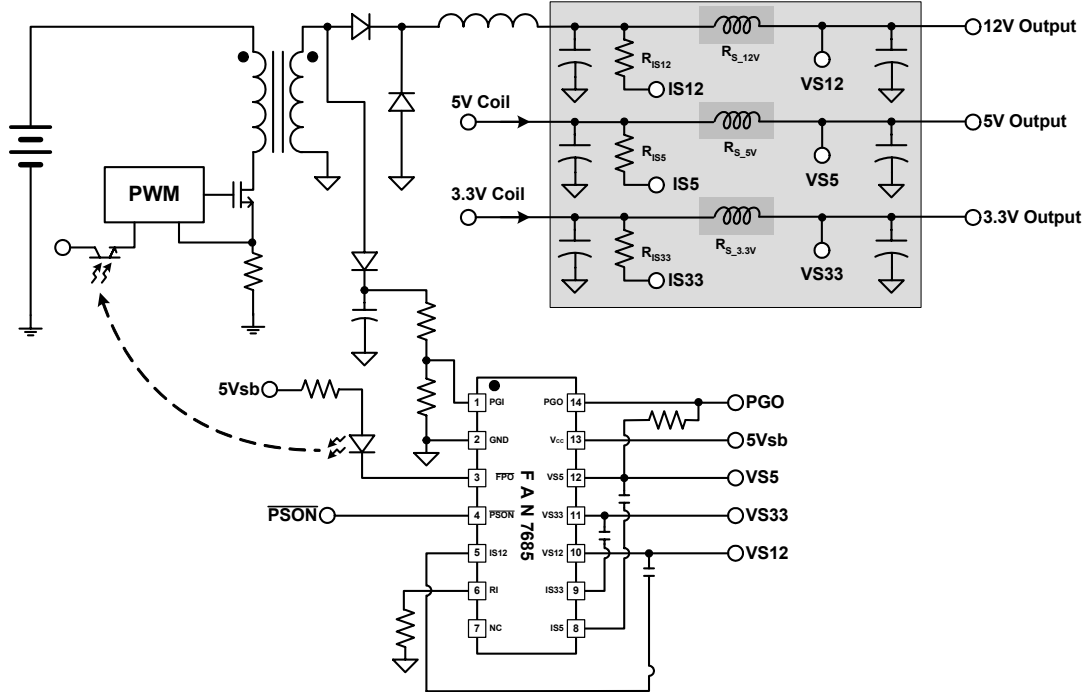 12V Output
R_IS12
R_S_12V
IS12
VS12
5V Coil
5V Output
R_IS5
R_S_5V
IS5
VS5
3.3V Coil
3.3V Output
R_IS33
R_S_3.3V
IS33
VS33
PWM
5Vsb
PSON
FAN7685
1 PGI
2 GND
3 FPO
4 PSON
5 IS12
6 RI
7 NC
PGO 14
Vcc 13
VS5 12
VS33 11
VS12 10
IS33 9
IS5 8
PGO
5Vsb
VS5
VS33
VS12